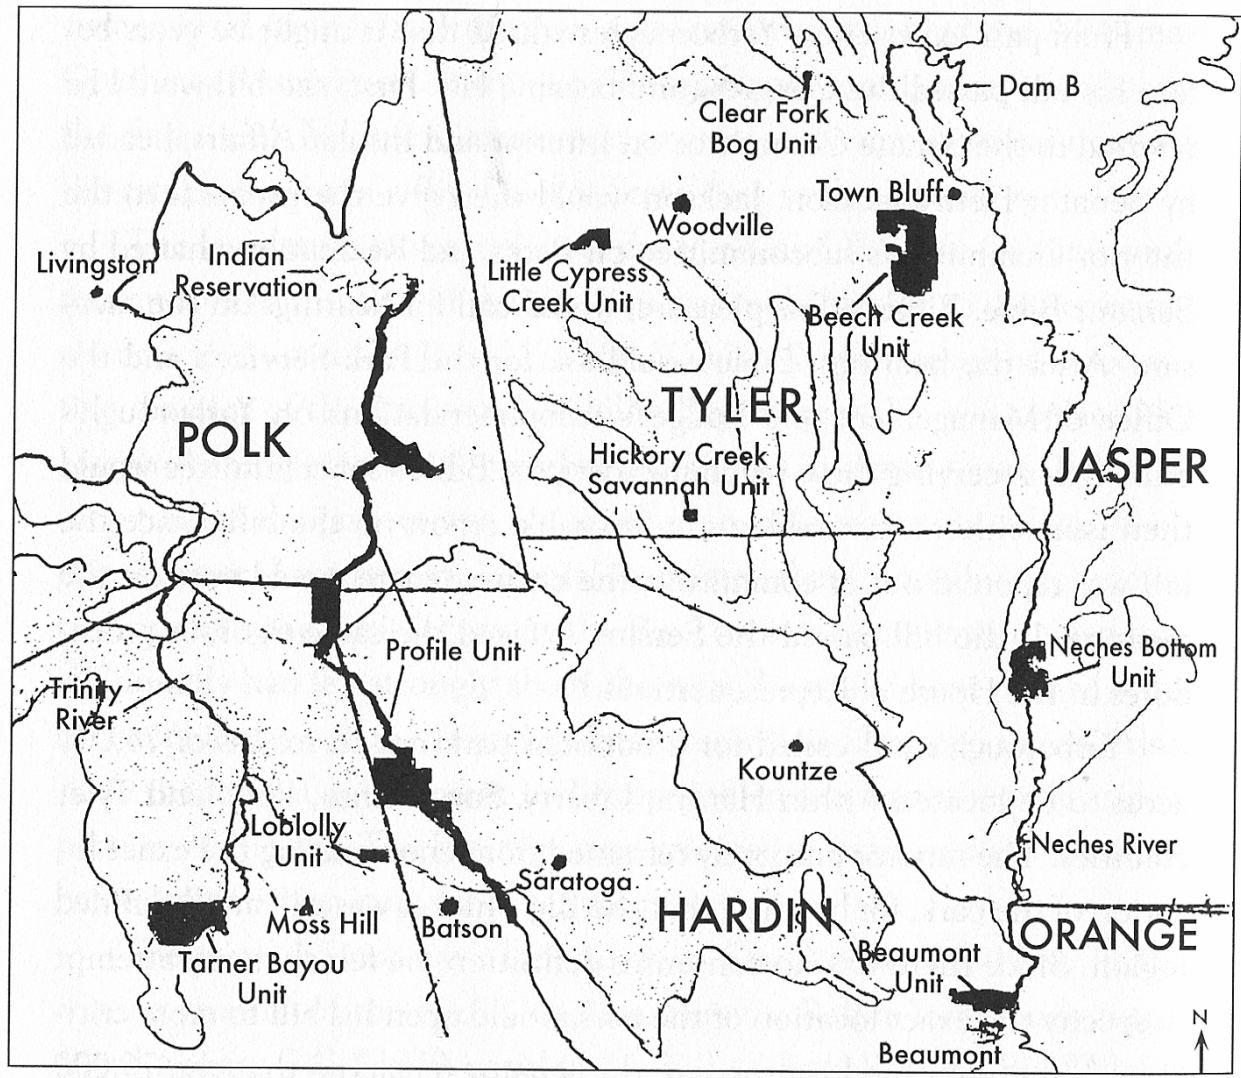 Dam B
Clear Fork
Bog Unit
Town Bluff
Woodville
Livingston
Indian
Reservation
Little Cypress
Creek Unit
Beech Creek
Unit
TYLER
POLK
Hickory Creek
Savannah Unit
JASPER
Profile Unit
Neches Bottom
Unit
Trinity
River
Kountze
Loblolly
Unit
Neches River
Saratoga
Moss Hill
Batson
HARDIN
ORANGE
Tarner Bayou
Unit
Beaumont
Unit
Beaumont
N